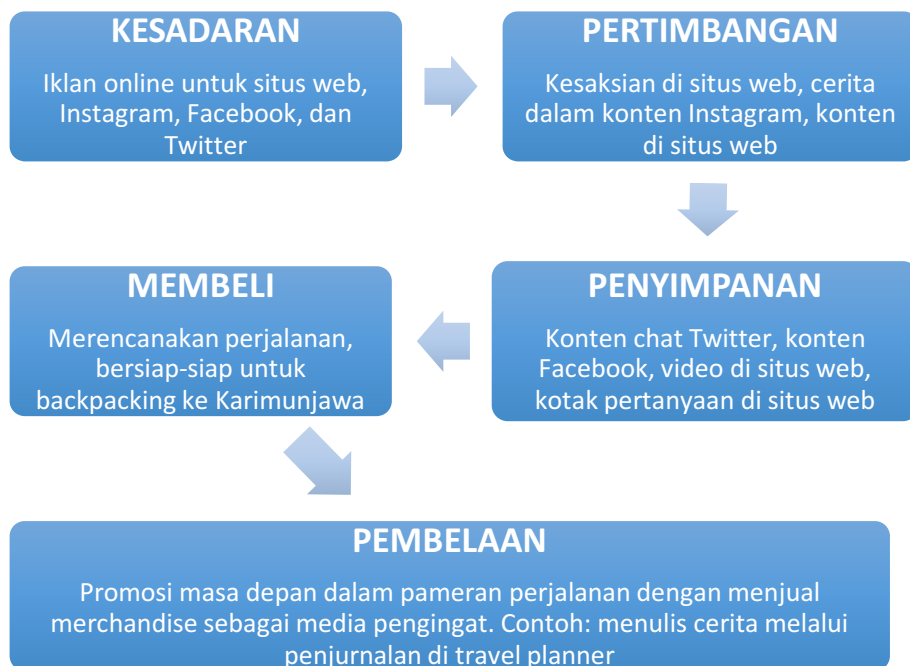 KESADARAN
Iklan online untuk situs web,
Instagram, Facebook, dan
Twitter
PERTIMBANGAN
Kesaksian di situs web, cerita
dalam konten Instagram, konten
di situs web
PENYIMPANAN
Konten chat Twitter, konten
Facebook, video di situs web,
kotak pertanyaan di situs web
MEMBELI
Merencanakan perjalanan,
bersiap-siap untuk
backpacking ke Karimunjawa
PEMBELAAN
Promosi masa depan dalam pameran perjalanan dengan menjual
merchandise sebagai media pengingat. Contoh: menulis cerita melalui
penjurnalan di travel planner